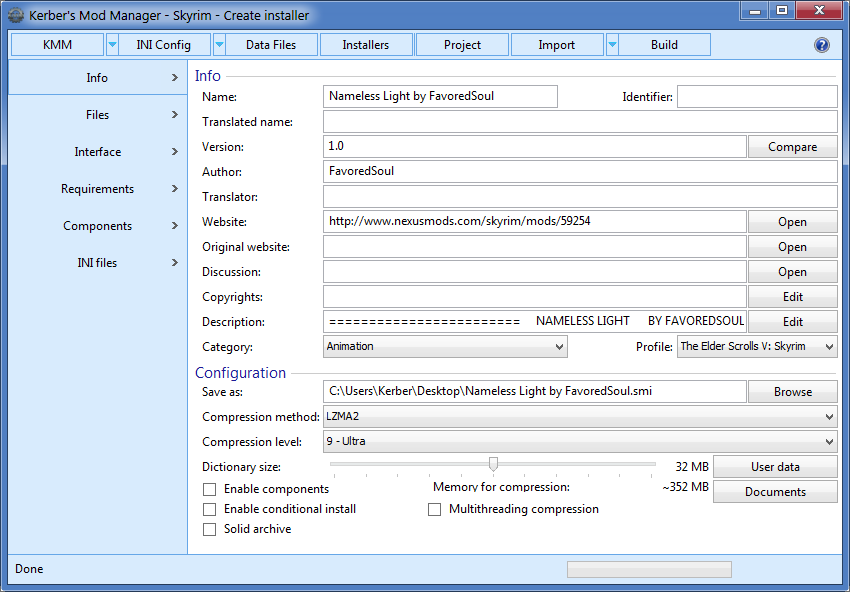 Kerber's Mod Manager - Skyrim - Create installer
KMM INI Config Data Files Installers Project Import Build ?
Info >
Files >
Interface >
Requirements >
Components >
INI files >
Info
Name: Nameless Light by FavoredSoul Identifier:
Translated name:
Version: 1.0 Compare
Author: FavoredSoul
Translator:
Website: http://www.nexusmods.com/skyrim/mods/59254 Open
Original website: Open
Discussion: Open
Copyrights: Edit
Description: ======================== NAMELESS LIGHT BY FAVOREDSOUL Edit
Category: Animation Profile: The Elder Scrolls V: Skyrim
Configuration
Save as: C:\Users\Kerber\Desktop\Nameless Light by FavoredSoul.smi Browse
Compression method: LZMA2
Compression level: 9 - Ultra
Dictionary size: 32 MB User data
Enable components Memory for compression: ~352 MB Documents
Enable conditional install Multithreading compression
Solid archive
Done